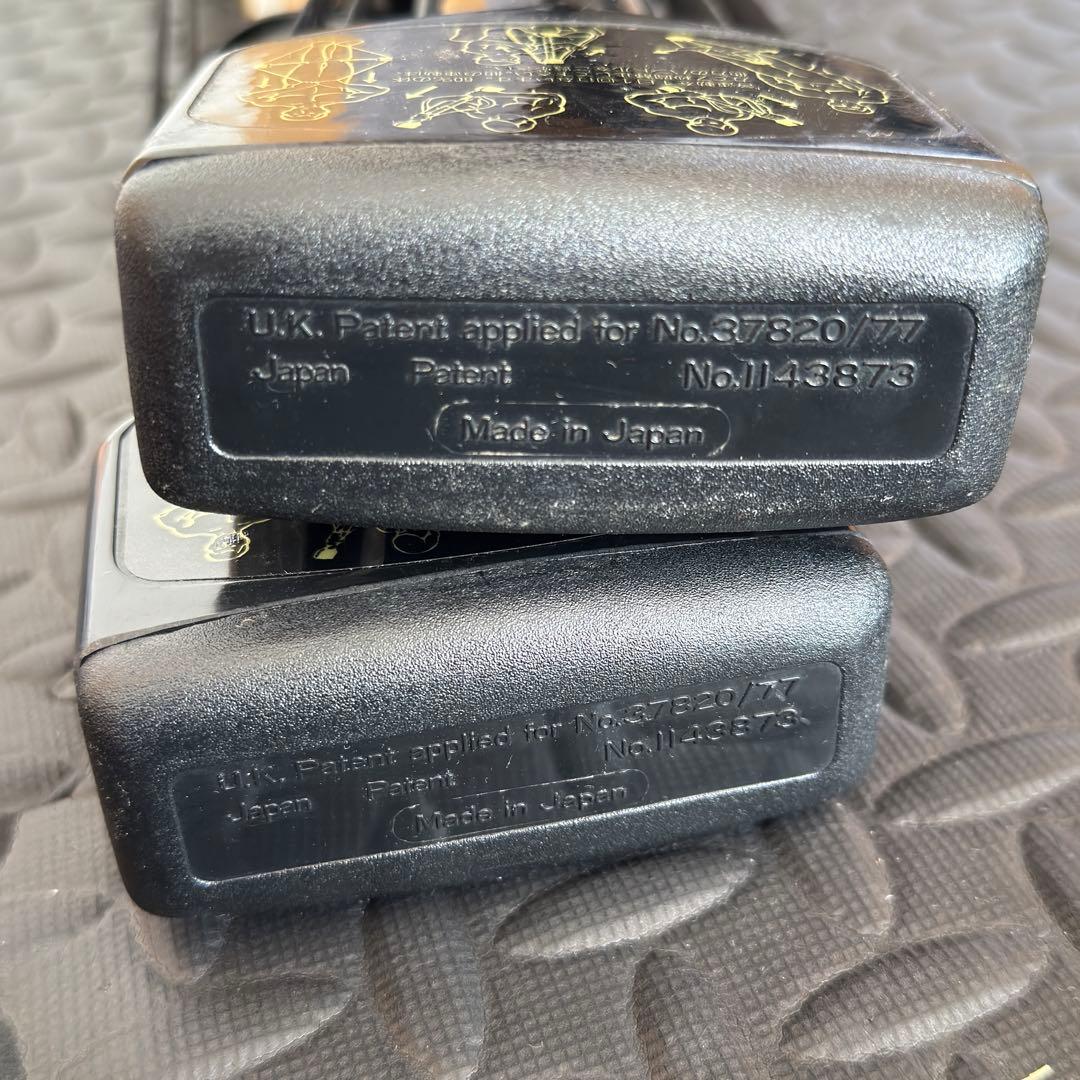 U.K. Patent applied for No.37820/77
Japan Patent No.1143873
Made in Japan
U.K. Patent applied for No.37820/77
Japan Patent No.1143873
Made in Japan